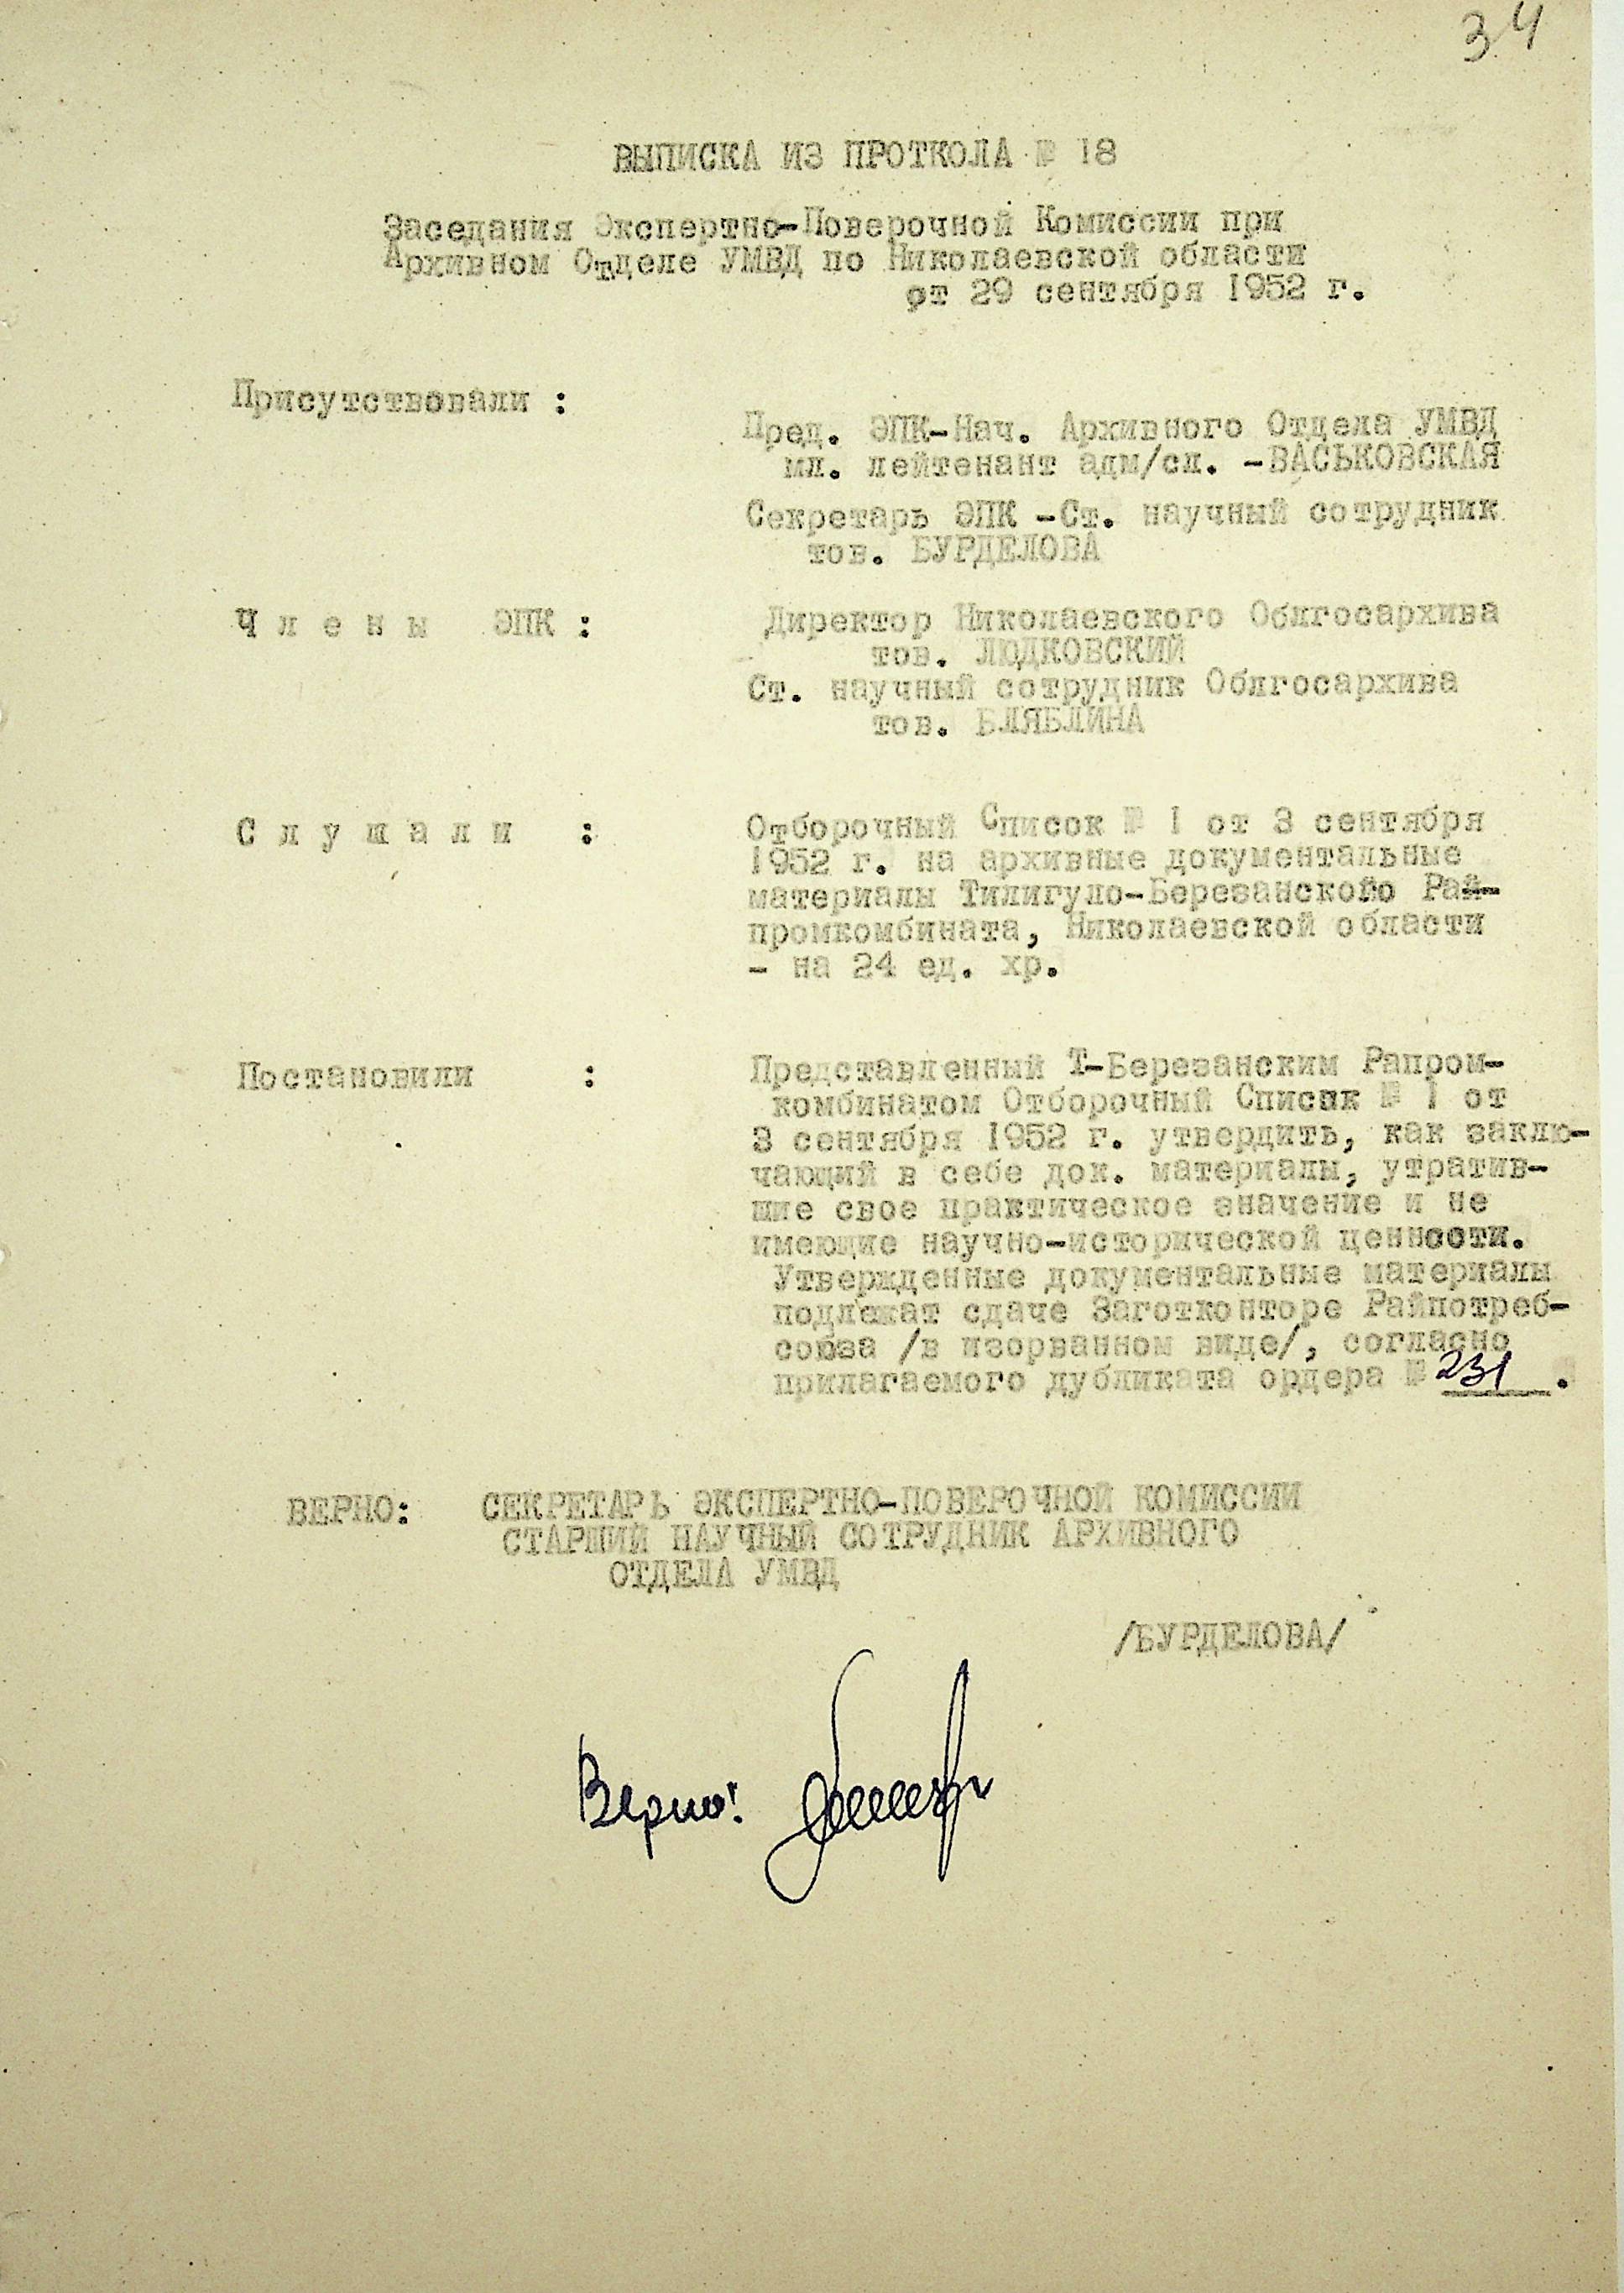 34
ВЫПИСКА ИЗ ПРОТКОЛА № 18
Заседания Экспертно-Поверочной Комиссии при
Архивном Отделе УМВД по Николаевской области
от 29 сентября 1952 г.
Присутствовали :
Пред. ЭПК-Нач. Архивного Отдела УМВД
мл. лейтенант адм/сл. -ВАСЬКОВСКАЯ
Секретарь ЭПК -Ст. научный сотрудник
тов. БУРДЕЛОВА
Ч л е н ы ЭПК :
Директор Николаевского Облгосархива
тов. ЛЮДКОВСКИЙ
Ст. научный сотрудник Облгосархива
тов. БЛЯБЛИНА
С л у ш а л и :
Отборочный Список № 1 от 3 сентября
1952 г. на архивные документальные
материалы Тилигуло-Березанского Рай-
промкомбината, Николаевской области
- на 24 ед. хр.
Постановили :
Представленный Т-Березанским Рапром-
комбинатом Отборочный Список № 1 от
3 сентября 1952 г. утвердить, как заклю-
чающий в себе док. материалы, утратив-
шие свое практическое значение и не
имеющие научно-исторической ценности.
Утвержденные документальные материалы
подлежат сдаче Заготконторе Райпотреб-
союза /в изорванном виде/, согласно
прилагаемого дубликата ордера № 231 .
ВЕРНО: СЕКРЕТАРЬ ЭКСПЕРТНО-ПОВЕРОЧНОЙ КОМИССИИ
СТАРШИЙ НАУЧНЫЙ СОТРУДНИК АРХИВНОГО
ОТДЕЛА УМВД
/БУРДЕЛОВА/
Верно!